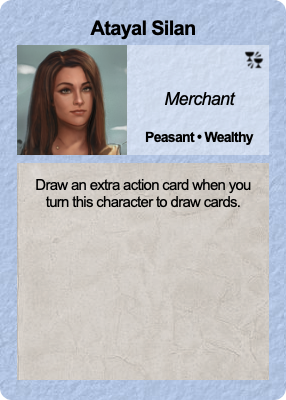 Atayal Silan
Merchant
Peasant • Wealthy
Draw an extra action card when you
turn this character to draw cards.